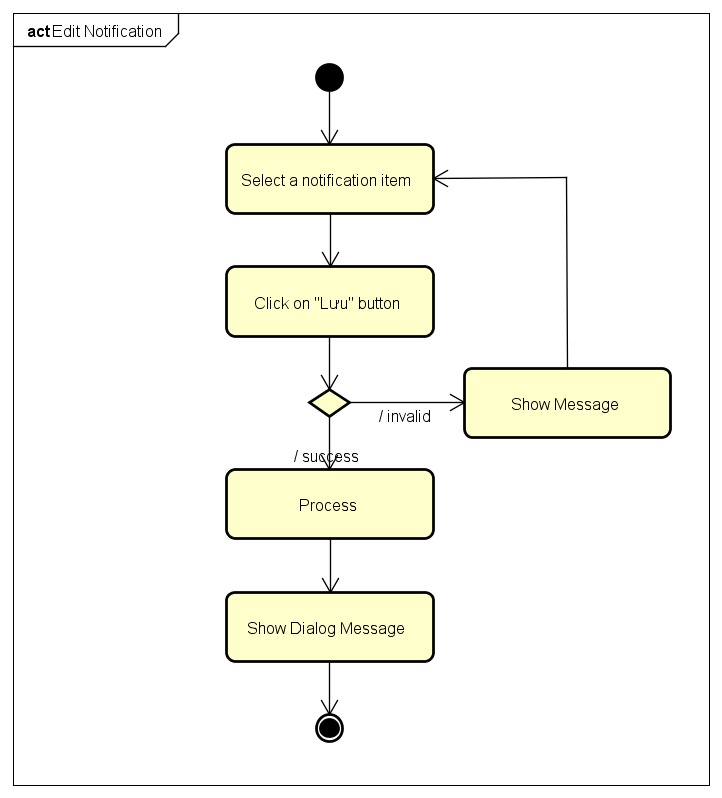 act Edit Notification
Select a notification item
Click on "Lưu" button
/ invalid
Show Message
/ success
Process
Show Dialog Message